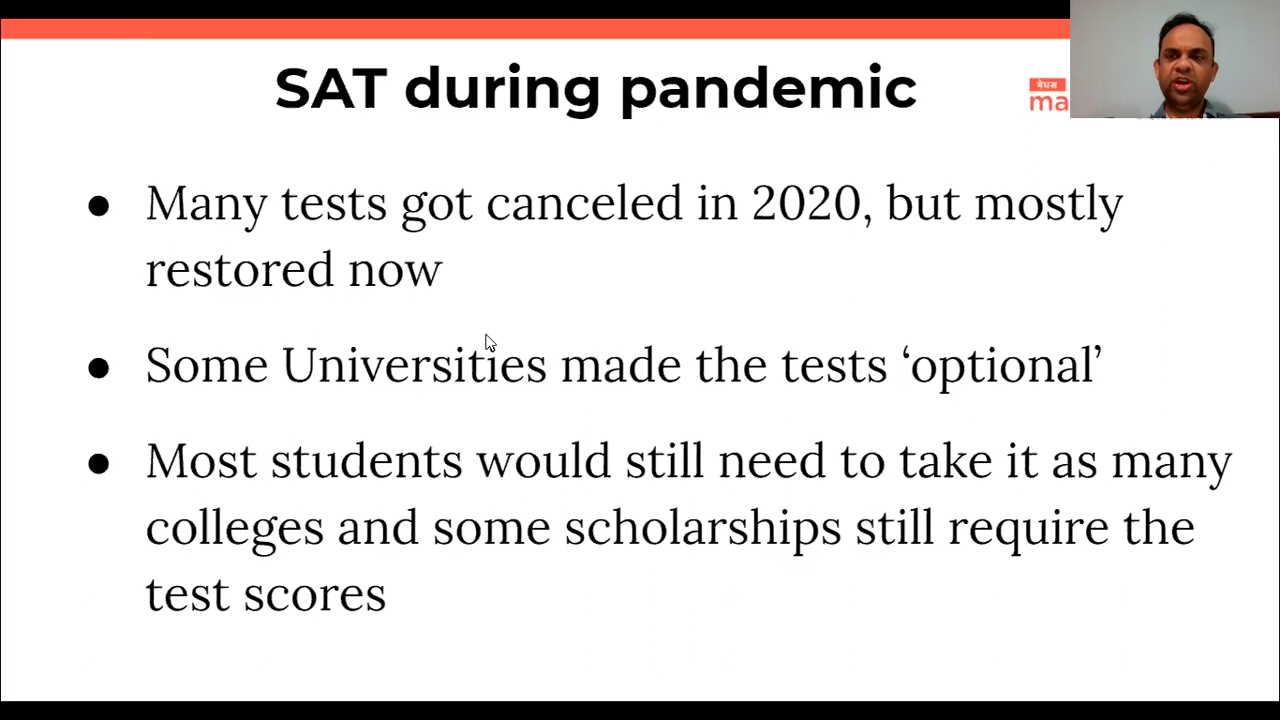 SAT during pandemic
मेधस
ma
● Many tests got canceled in 2020, but mostly
restored now
● Some Universities made the tests ‘optional’
● Most students would still need to take it as many
colleges and some scholarships still require the
test scores